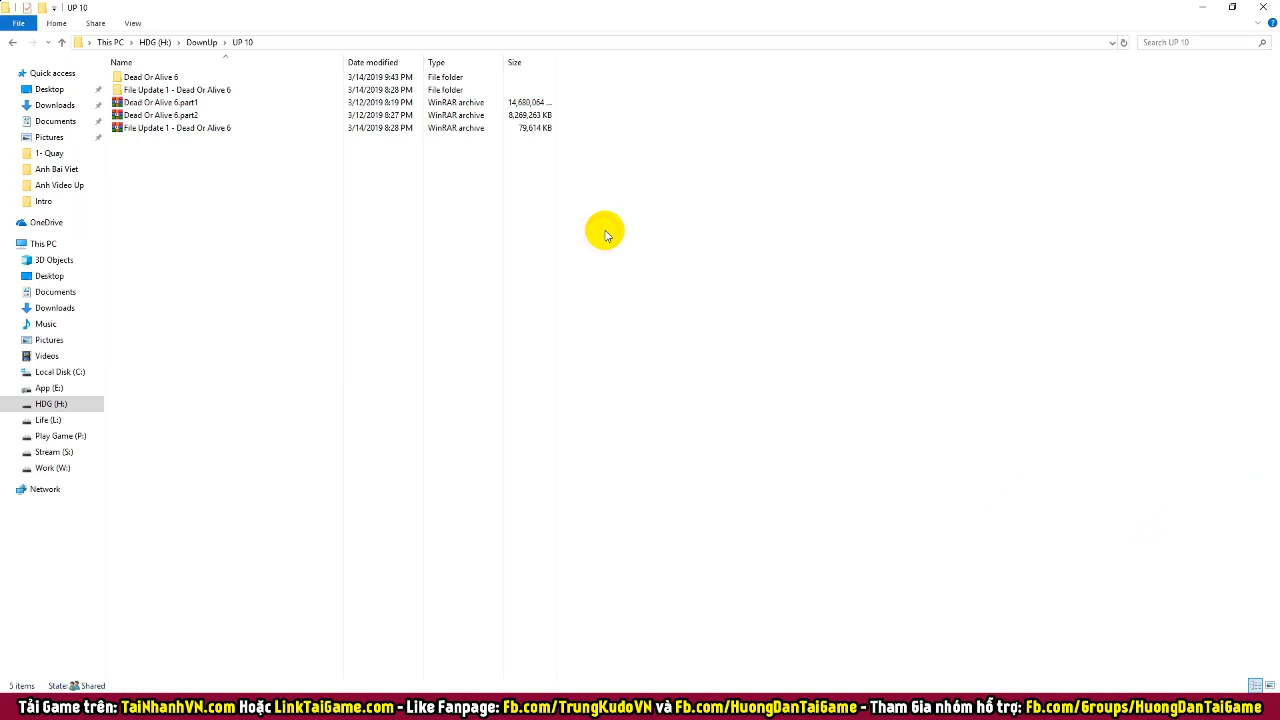 UP 10
File Home Share View
This PC HDG (H:) DownUp UP 10 Search UP 10
Name Date modified Type Size
Dead Or Alive 6 3/14/2019 9:43 PM File folder
File Update 1 - Dead Or Alive 6 3/14/2019 8:28 PM File folder
Dead Or Alive 6.part1 3/12/2019 8:19 PM WinRAR archive 14,680,064 ...
Dead Or Alive 6.part2 3/12/2019 8:27 PM WinRAR archive 8,269,263 KB
File Update 1 - Dead Or Alive 6 3/14/2019 8:28 PM WinRAR archive 79,614 KB
Quick access
Desktop
Downloads
Documents
Pictures
1- Quay
Anh Bai Viet
Anh Video Up
Intro
OneDrive
This PC
3D Objects
Desktop
Documents
Downloads
Music
Pictures
Videos
Local Disk (C:)
App (E:)
HDG (H:)
Life (L:)
Play Game (P:)
Stream (S:)
Work (W:)
Network
5 items State: Shared
Tải Game trên: TaiNhanhVN.com Hoặc LinkTaiGame.com - Like Fanpage: Fb.com/TrungKudoVN và Fb.com/HuongDanTaiGame - Tham Gia nhóm hỗ trợ: Fb.com/Groups/HuongDanTaiGame